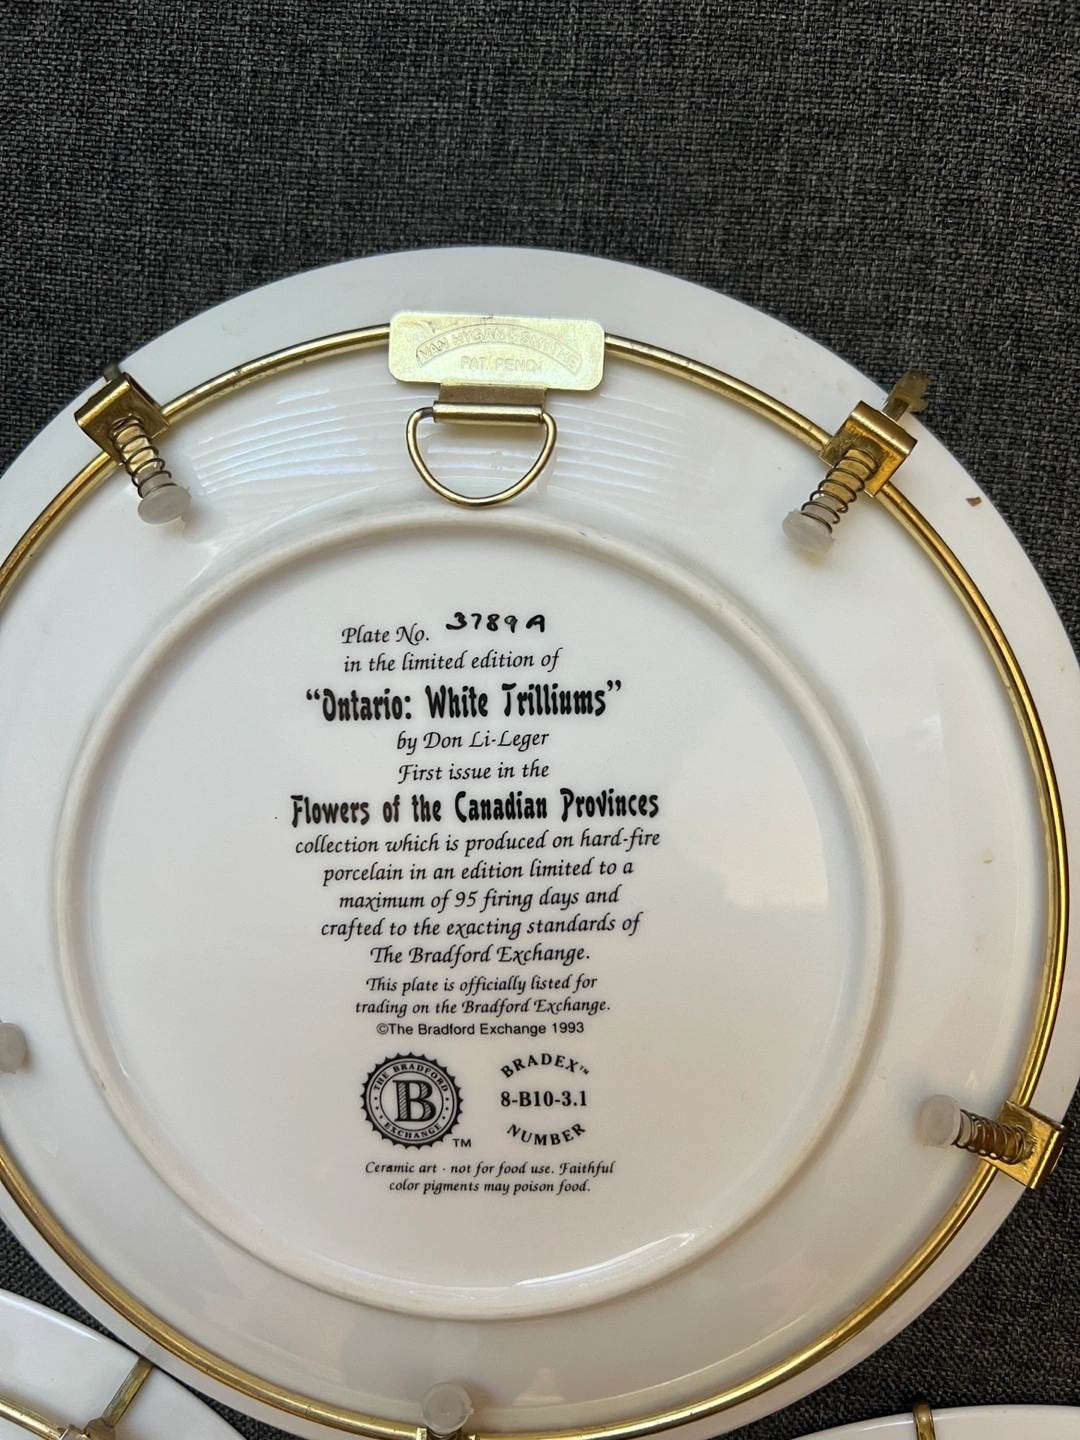 VAN HYGAN & SMYTHE
PAT. PEND.
Plate No. 3789A
in the limited edition of
"Ontario: White Trilliums"
by Don Li-Leger
First issue in the
Flowers of the Canadian Provinces
collection which is produced on hard-fire
porcelain in an edition limited to a
maximum of 95 firing days and
crafted to the exacting standards of
The Bradford Exchange.
This plate is officially listed for
trading on the Bradford Exchange.
©The Bradford Exchange 1993
THE BRADFORD
B
EXCHANGE
TM
BRADEX™
8-B10-3.1
NUMBER
Ceramic art - not for food use. Faithful
color pigments may poison food.